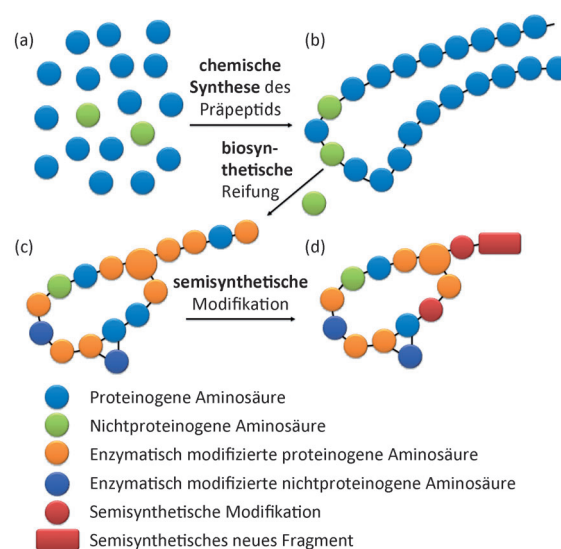 (a)
chemische
Synthese des
Präpeptids
(b)
biosyn-
thetische
Reifung
(c)
semisynthetische
Modifikation
(d)
Proteinogene Aminosäure
Nichtproteinogene Aminosäure
Enzymatisch modifizierte proteinogene Aminosäure
Enzymatisch modifizierte nichtproteinogene Aminosäure
Semisynthetische Modifikation
Semisynthetisches neues Fragment